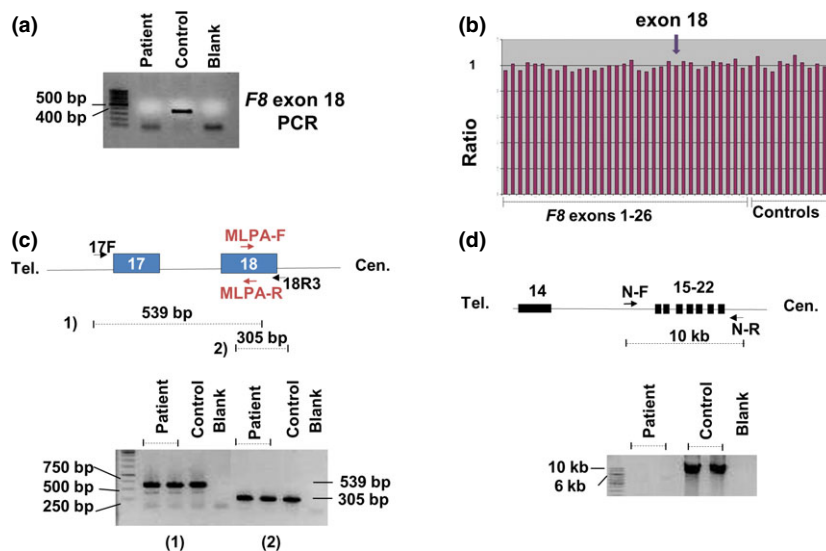 (a)
Patient
Control
Blank
500 bp
400 bp
F8 exon 18
PCR
(b)
exon 18
1
Ratio
F8 exons 1-26
Controls
(c)
17F
MLPA-F
Tel.
17
18
Cen.
MLPA-R
18R3
1)
539 bp
2)
305 bp
Patient
Control
Blank
Patient
Control
Blank
750 bp
500 bp
250 bp
539 bp
305 bp
(1)
(2)
(d)
14
N-F
15-22
Tel.
Cen.
N-R
10 kb
Patient
Control
Blank
10 kb
6 kb